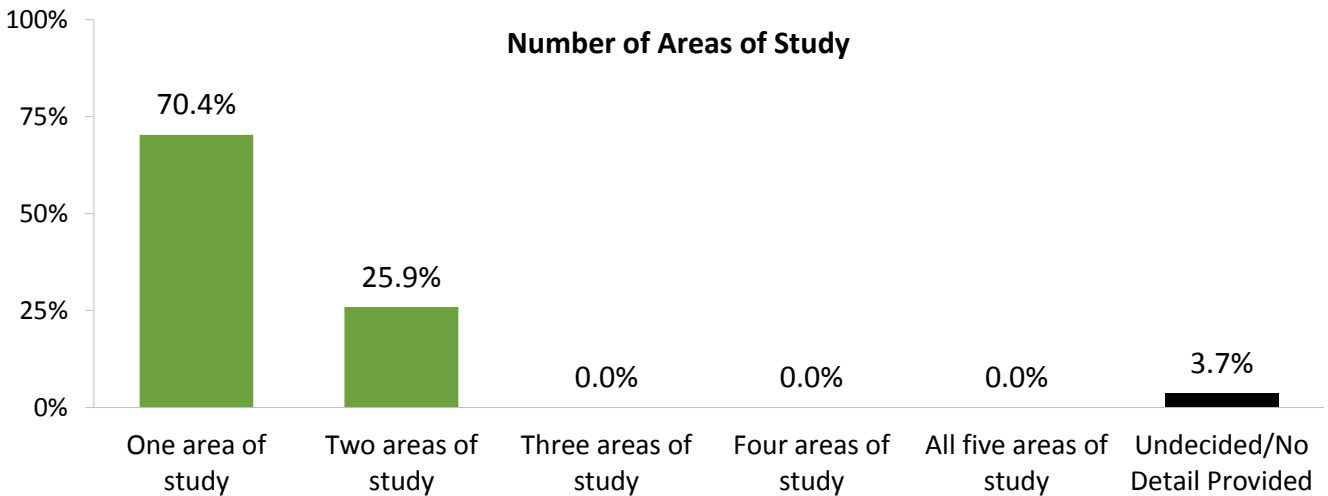 Number of Areas of Study
100%
75%
50%
25%
0%
70.4%
25.9%
0.0%
0.0%
0.0%
3.7%
One area of
study
Two areas of
study
Three areas of
study
Four areas of
study
All five areas of
study
Undecided/No
Detail Provided